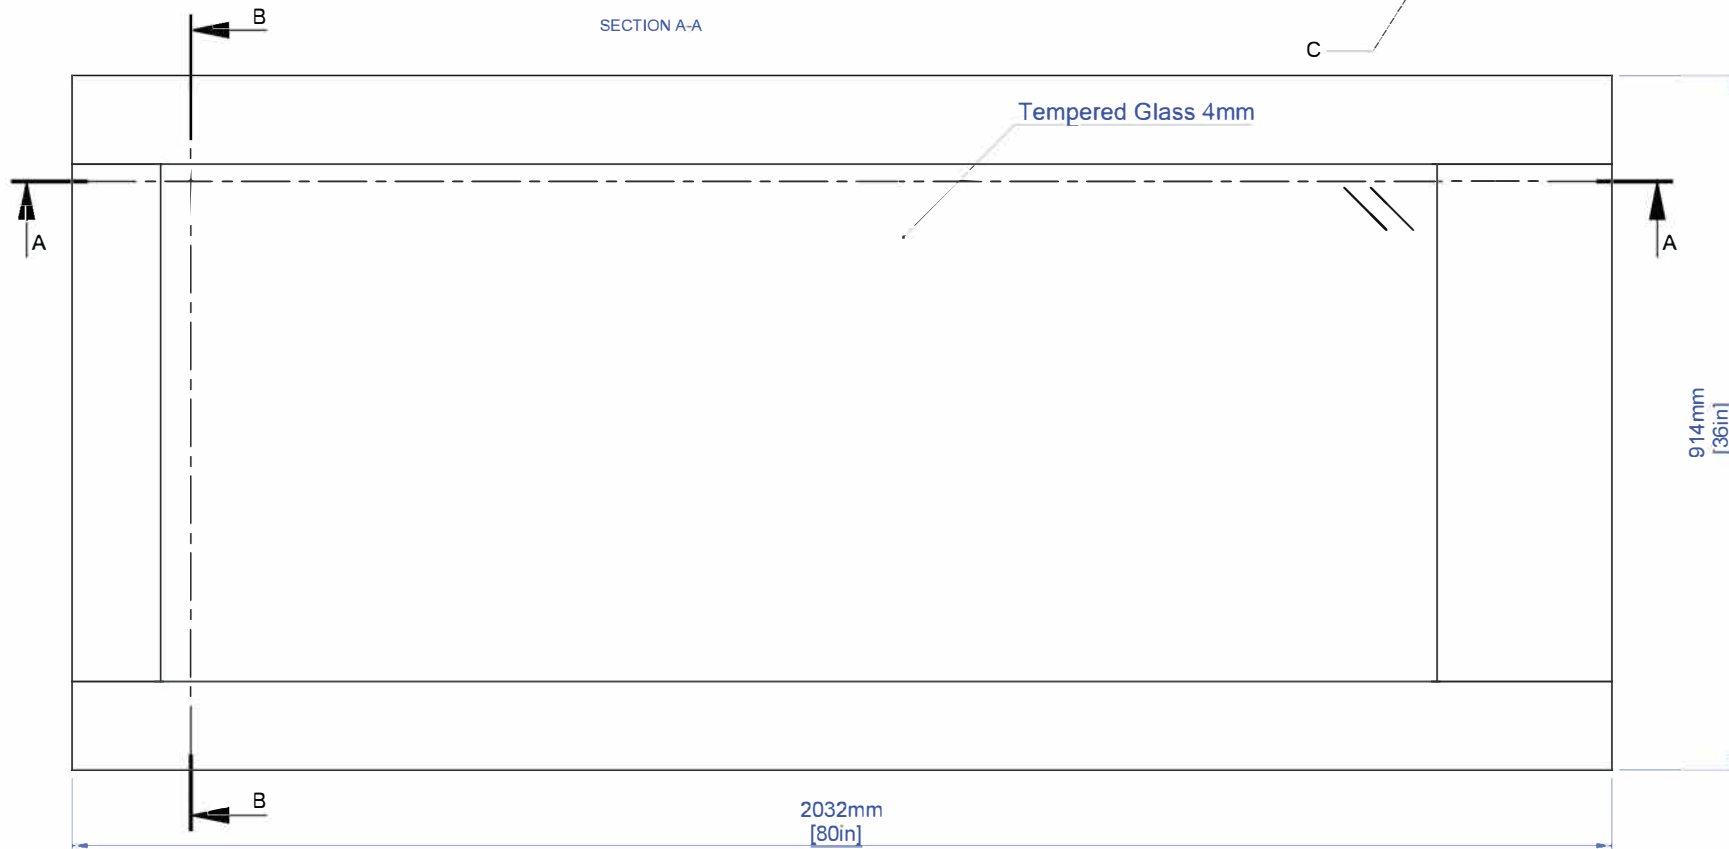 B
SECTION A-A
C
Tempered Glass 4mm
A
A
914mm
[36in]
B
2032mm
[80in]